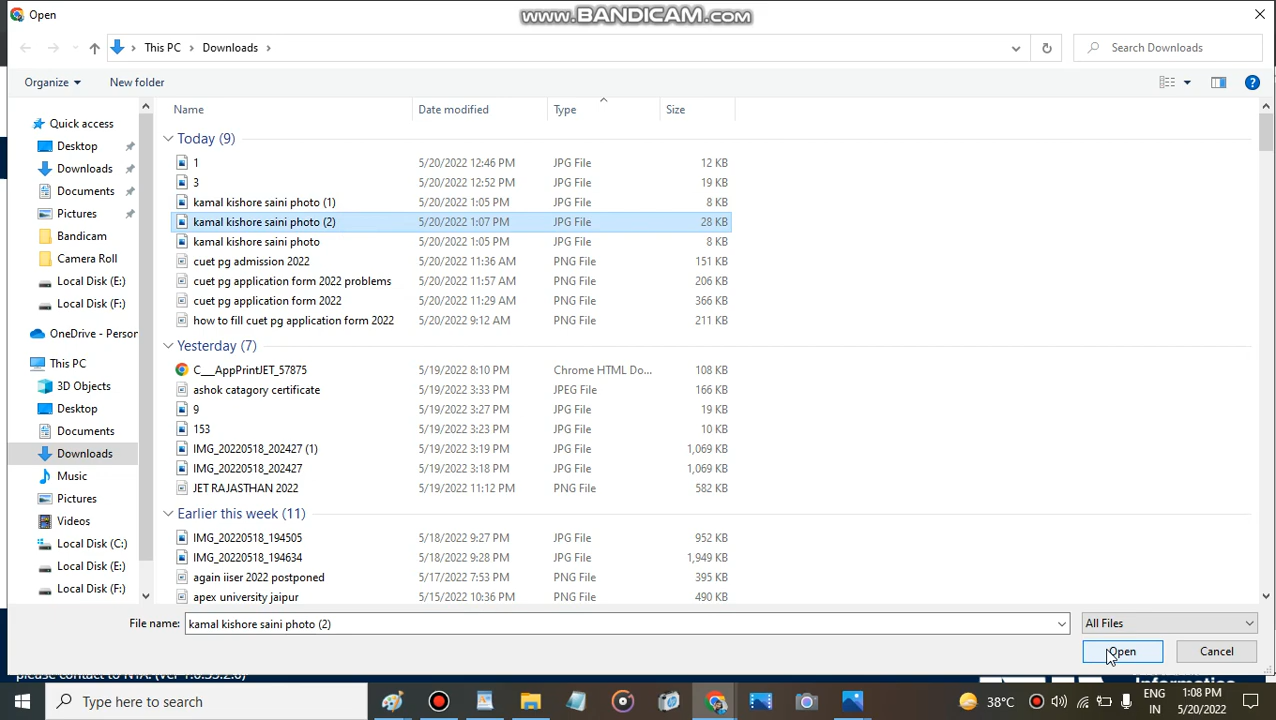 Open
www.BANDICAM.com
This PC > Downloads >
Search Downloads
Organize
New folder
Name
Date modified
Type
Size
Quick access
Desktop
Downloads
Documents
Pictures
Bandicam
Camera Roll
Local Disk (E:)
Local Disk (F:)
OneDrive - Person
This PC
3D Objects
Desktop
Documents
Downloads
Music
Pictures
Videos
Local Disk (C:)
Local Disk (E:)
Local Disk (F:)
Today (9)
1 5/20/2022 12:46 PM JPG File 12 KB
3 5/20/2022 12:52 PM JPG File 19 KB
kamal kishore saini photo (1) 5/20/2022 1:05 PM JPG File 8 KB
kamal kishore saini photo (2) 5/20/2022 1:07 PM JPG File 28 KB
kamal kishore saini photo 5/20/2022 1:05 PM JPG File 8 KB
cuet pg admission 2022 5/20/2022 11:36 AM PNG File 151 KB
cuet pg application form 2022 problems 5/20/2022 11:57 AM PNG File 206 KB
cuet pg application form 2022 5/20/2022 11:29 AM PNG File 366 KB
how to fill cuet pg application form 2022 5/20/2022 9:12 AM PNG File 211 KB
Yesterday (7)
C__AppPrintJET_57875 5/19/2022 8:10 PM Chrome HTML Do... 108 KB
ashok catagory certificate 5/19/2022 3:33 PM JPEG File 166 KB
9 5/19/2022 3:27 PM JPG File 19 KB
153 5/19/2022 3:23 PM JPG File 10 KB
IMG_20220518_202427 (1) 5/19/2022 3:19 PM JPG File 1,069 KB
IMG_20220518_202427 5/19/2022 3:18 PM JPG File 1,069 KB
JET RAJASTHAN 2022 5/19/2022 11:12 PM PNG File 582 KB
Earlier this week (11)
IMG_20220518_194505 5/18/2022 9:27 PM JPG File 952 KB
IMG_20220518_194634 5/18/2022 9:28 PM JPG File 1,949 KB
again iiser 2022 postponed 5/17/2022 7:53 PM PNG File 395 KB
apex university jaipur 5/15/2022 10:36 PM PNG File 490 KB
File name: kamal kishore saini photo (2)
All Files
Open
Cancel
please contact to NTA. (Ver 1.0.33.2.0)
Informatics
Type here to search
38°C
ENG
IN
1:08 PM
5/20/2022